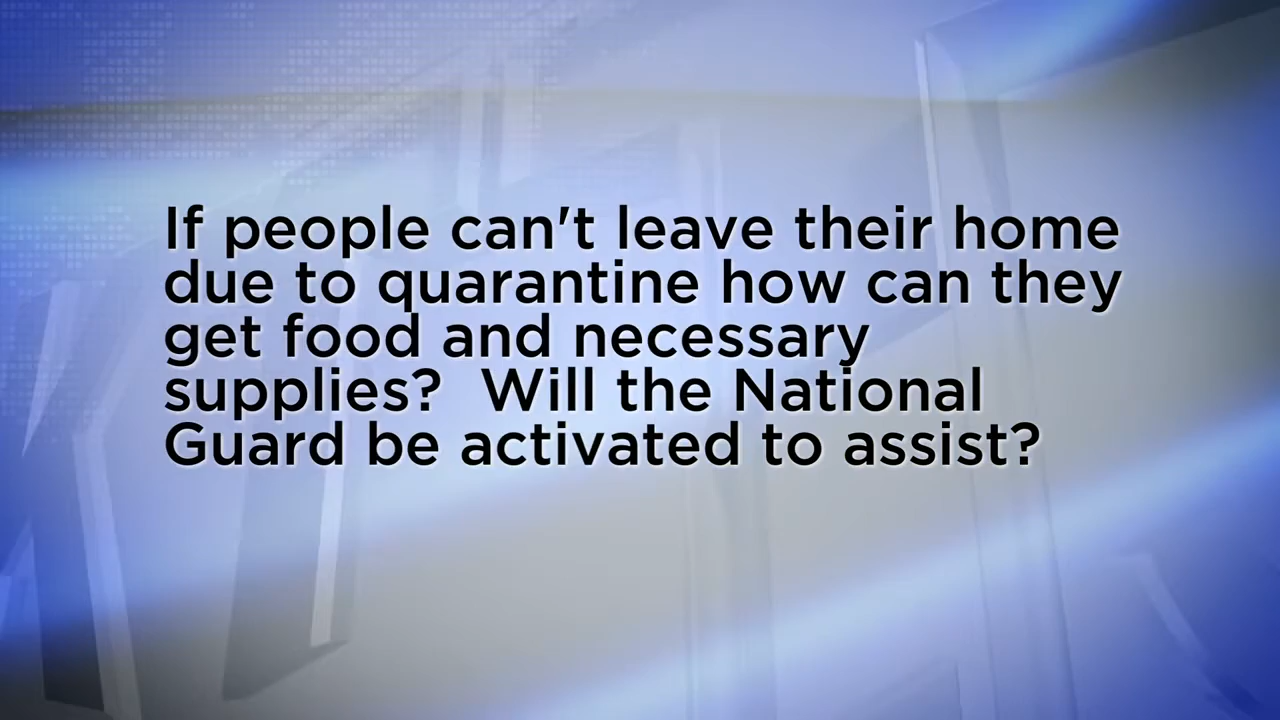 If people can't leave their home
due to quarantine how can they
get food and necessary
supplies?  Will the National
Guard be activated to assist?